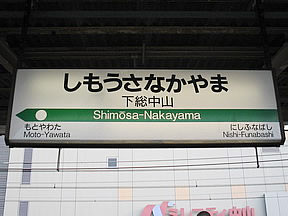 しもうさなかやま
下総中山
Shimōsa-Nakayama
もとやわた
Moto-Yawata
にしふなばし
Nishi-Funabashi